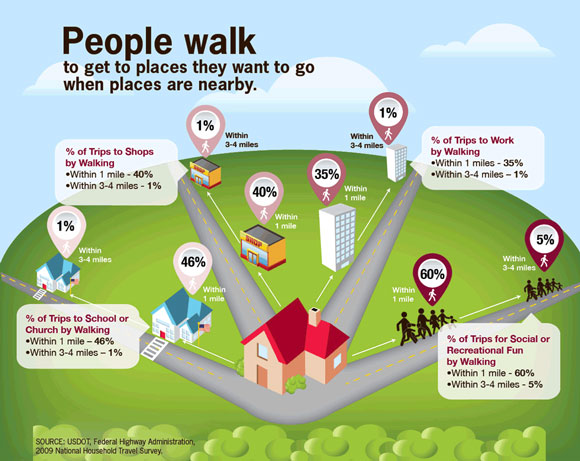 People walk
to get to places they want to go
when places are nearby.
1%
Within
3-4 miles
1%
Within
3-4 miles
% of Trips to Shops
by Walking
•Within 1 mile - 40%
•Within 3-4 miles - 1%
% of Trips to Work
by Walking
•Within 1 mile - 35%
•Within 3-4 miles – 1%
40%
Within
1 mile
SHOP
35%
Within
1 mile
1%
Within
3-4 miles
46%
Within
1 mile
60%
Within
1 mile
5%
Within
3-4 miles
% of Trips to School or
Church by Walking
•Within 1 mile – 46%
•Within 3-4 miles – 1%
% of Trips for Social or
Recreational Fun
by Walking
•Within 1 mile - 60%
•Within 3-4 miles - 5%
SOURCE: USDOT, Federal Highway Administration,
2009 National Household Travel Survey.